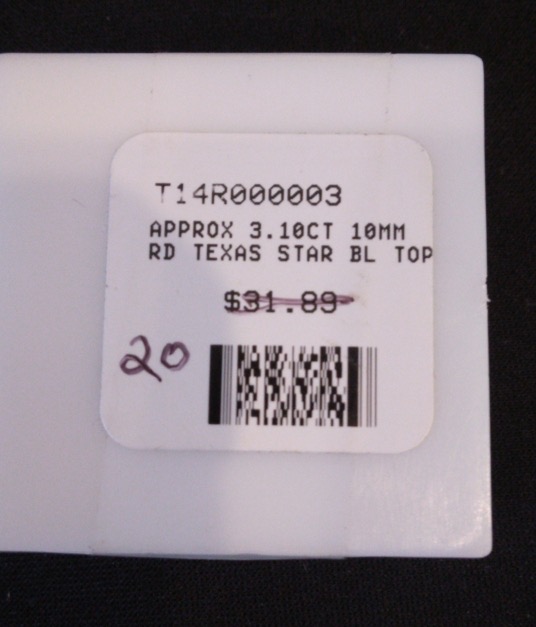 T14R000003
APPROX 3.10CT 10MM
RD TEXAS STAR BL TOP
$31.89
20